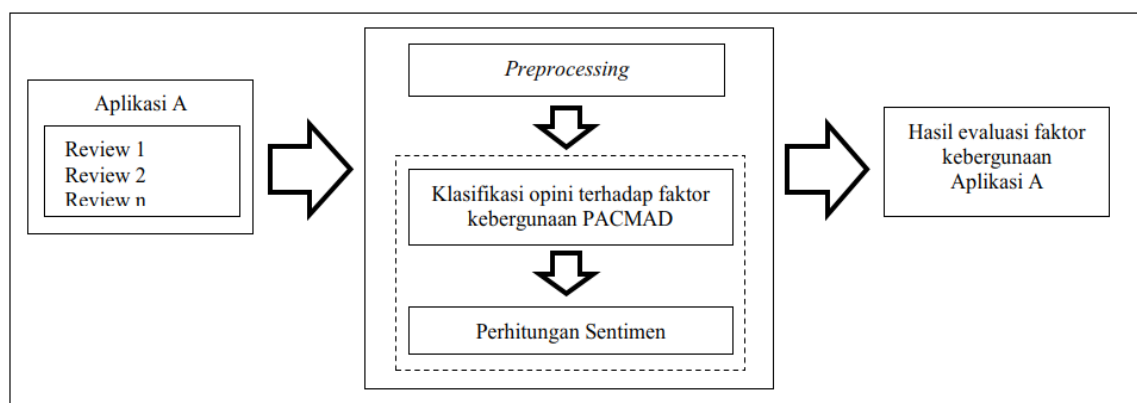 Aplikasi A
Review 1
Review 2
Review n
Preprocessing
Klasifikasi opini terhadap faktor
kebergunaan PACMAD
Perhitungan Sentimen
Hasil evaluasi faktor
kebergunaan
Aplikasi A